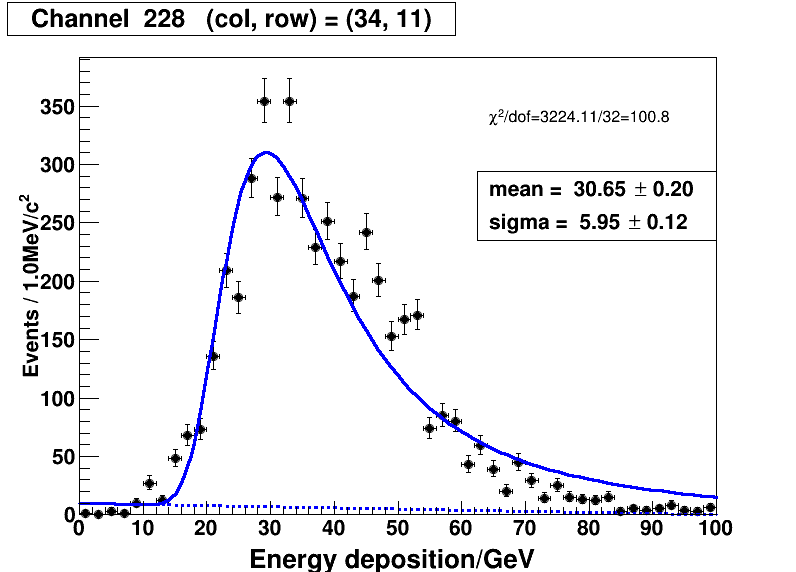 Channel 228 (col, row) = (34, 11)
χ²/dof=3224.11/32=100.8
mean = 30.65 ± 0.20
sigma = 5.95 ± 0.12
Events / 1.0MeV/c²
350
300
250
200
150
100
50
0
0 10 20 30 40 50 60 70 80 90 100
Energy deposition/GeV